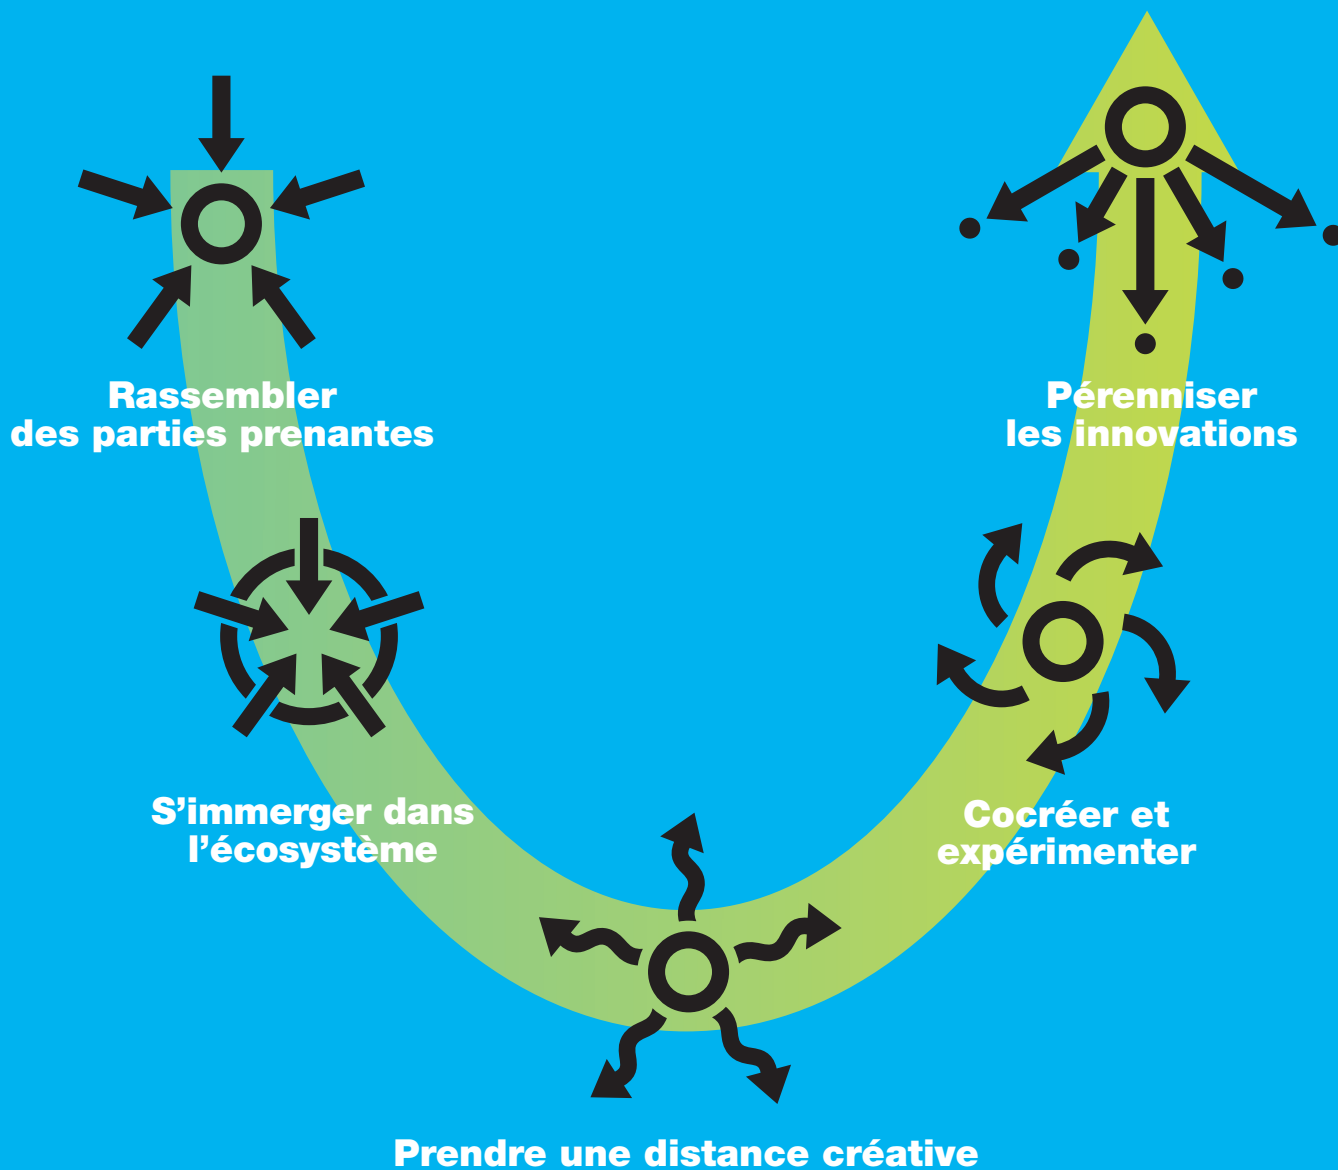 Rassembler
des parties prenantes
S’immerger dans
l’écosystème
Prendre une distance créative
Cocréer et
expérimenter
Pérenniser
les innovations